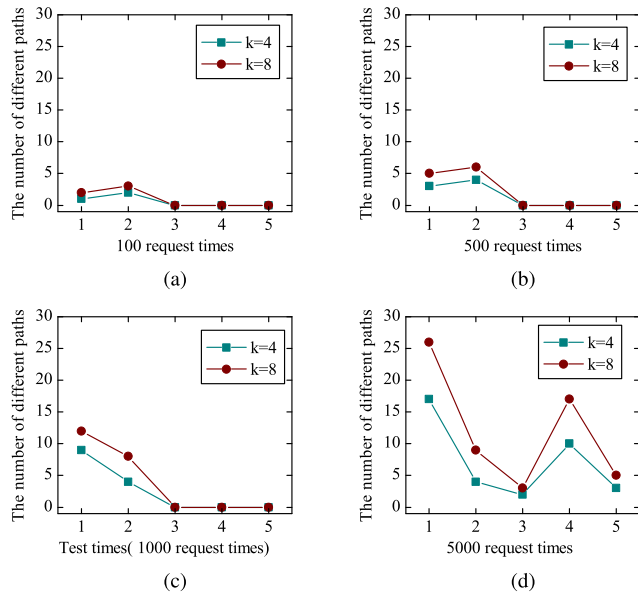 The number of different paths
30
25
20
15
10
5
0
k=4
k=8
1 2 3 4 5
100 request times
(a)
The number of different paths
30
25
20
15
10
5
0
k=4
k=8
1 2 3 4 5
500 request times
(b)
The number of different paths
30
25
20
15
10
5
0
k=4
k=8
1 2 3 4 5
Test times( 1000 request times)
(c)
The number of different paths
30
25
20
15
10
5
0
k=4
k=8
1 2 3 4 5
5000 request times
(d)